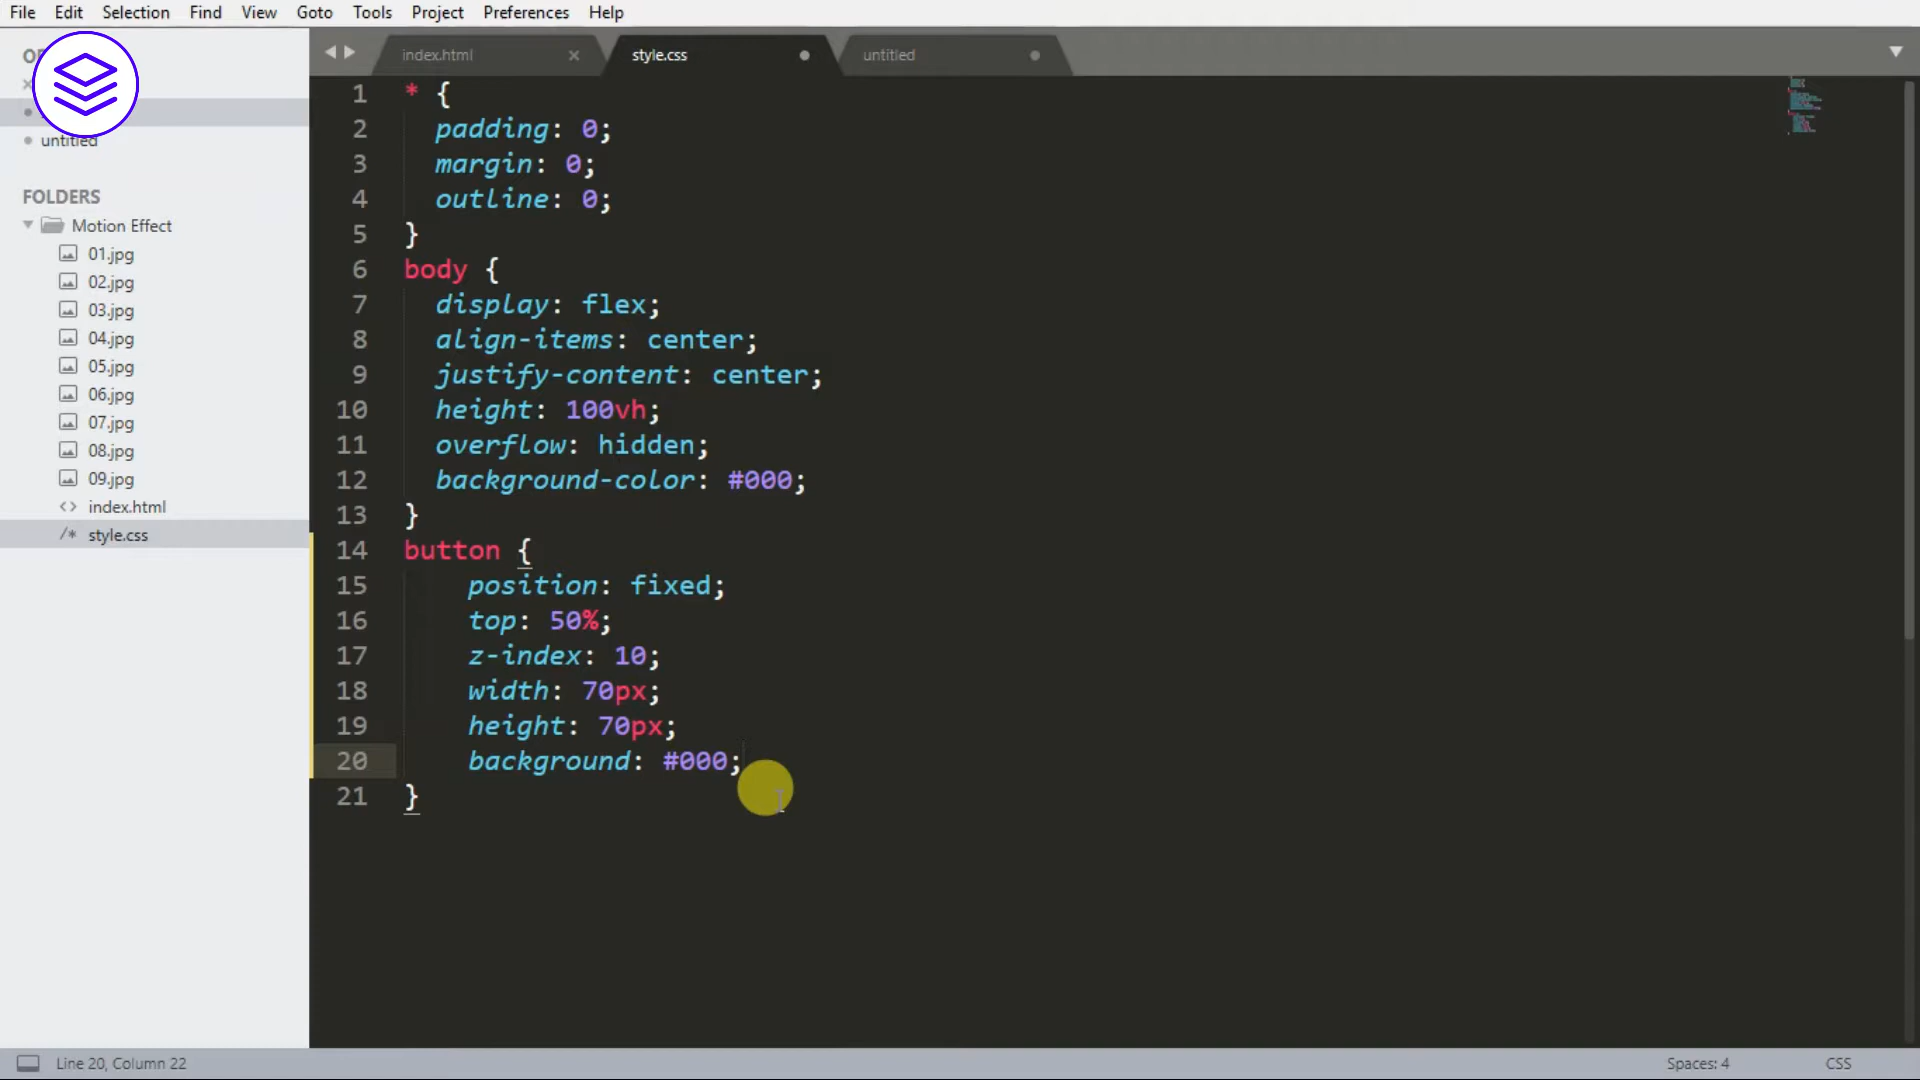 File Edit Selection Find View Goto Tools Project Preferences Help
index.html × style.css untitled
untitled
FOLDERS
Motion Effect
01.jpg
02.jpg
03.jpg
04.jpg
05.jpg
06.jpg
07.jpg
08.jpg
09.jpg
<> index.html
/* style.css
1 * {
2 padding: 0;
3 margin: 0;
4 outline: 0;
5 }
6 body {
7 display: flex;
8 align-items: center;
9 justify-content: center;
10 height: 100vh;
11 overflow: hidden;
12 background-color: #000;
13 }
14 button {
15 position: fixed;
16 top: 50%;
17 z-index: 10;
18 width: 70px;
19 height: 70px;
20 background: #000;
21 }
Line 20, Column 22 Spaces: 4 CSS